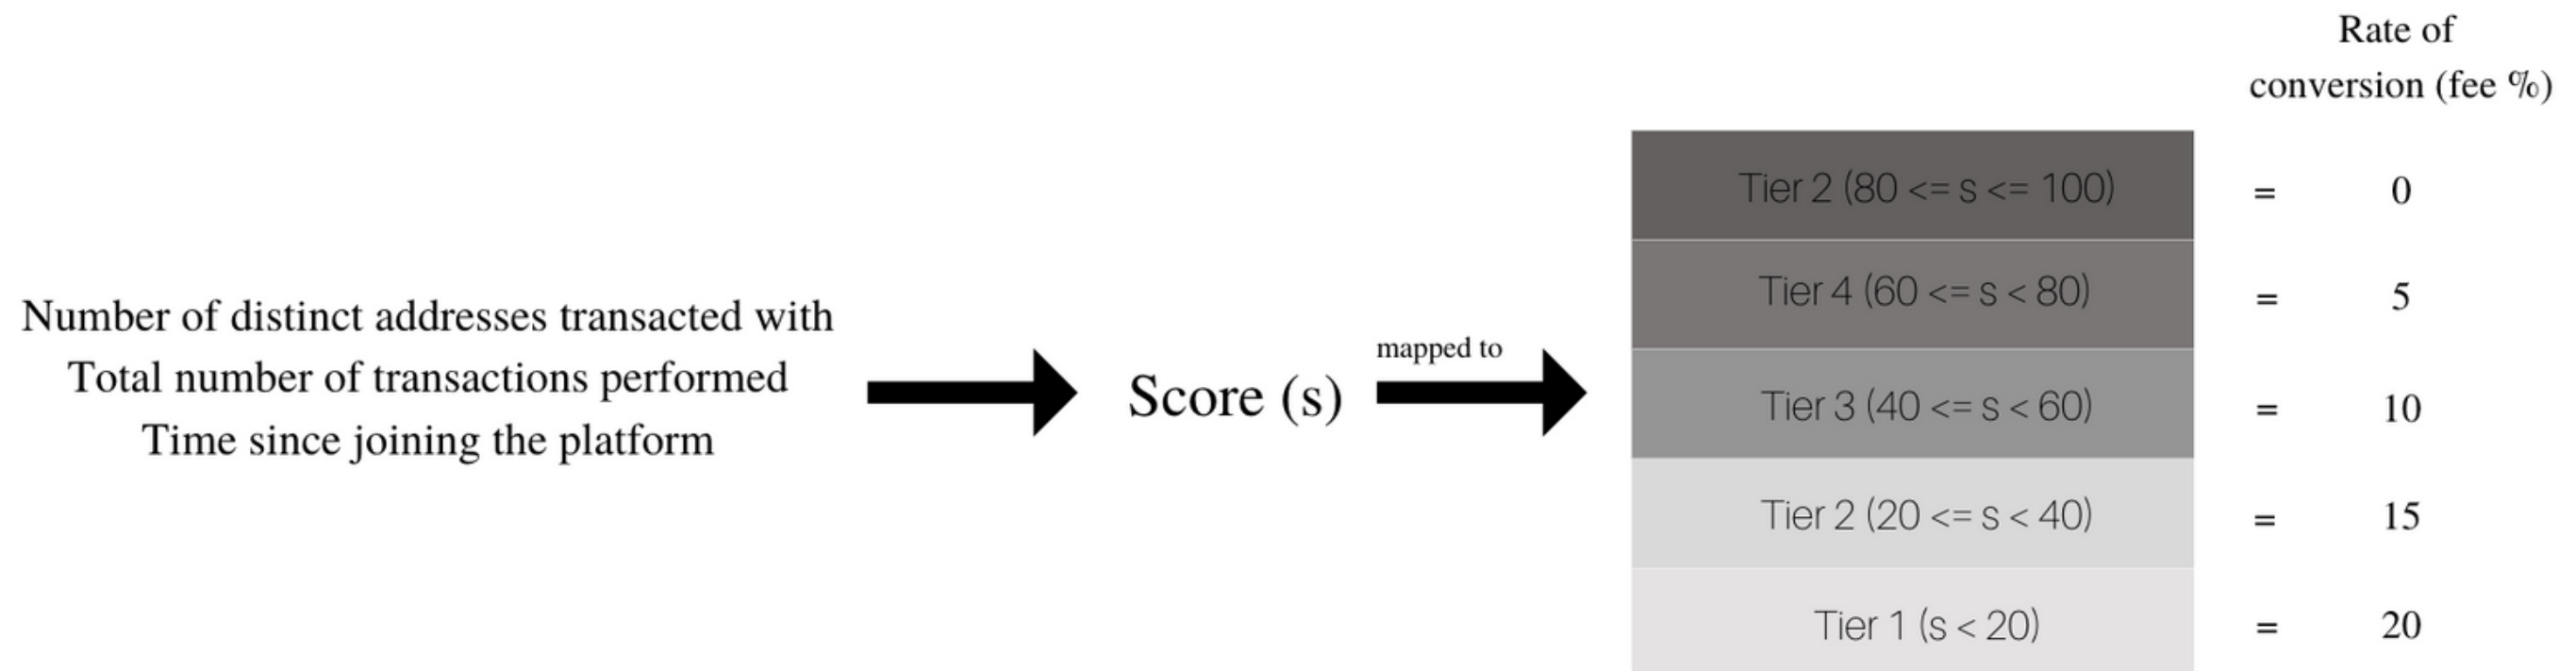 Rate of
conversion (fee %)
Tier 2 (80 <= s <= 100) = 0
Tier 4 (60 <= s < 80) = 5
Number of distinct addresses transacted with
Total number of transactions performed
Time since joining the platform
Score (s)
mapped to
Tier 3 (40 <= s < 60) = 10
Tier 2 (20 <= s < 40) = 15
Tier 1 (s < 20) = 20